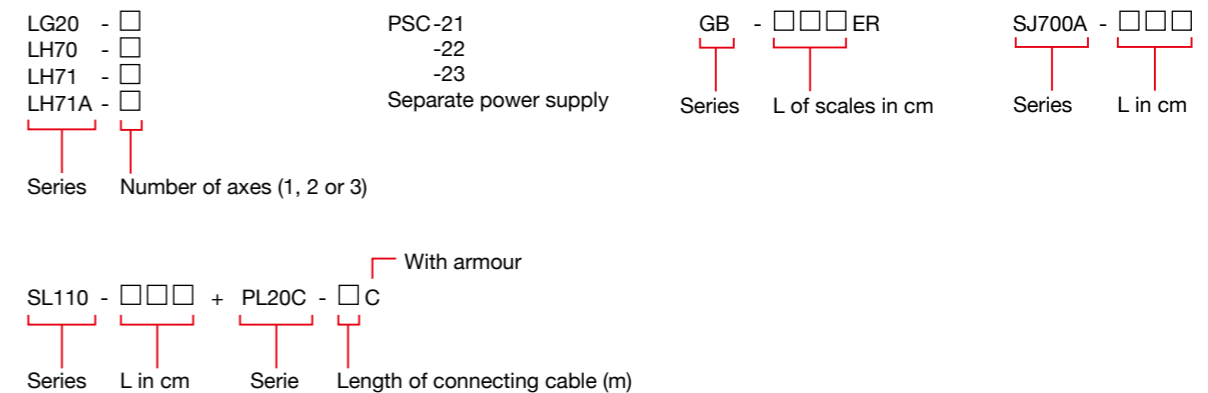 LG20 - □
LH70 - □
LH71 - □
LH71A - □
Series Number of axes (1, 2 or 3)
PSC-21
-22
-23
Separate power supply
GB - □□□ER
Series L of scales in cm
SJ700A - □□□
Series L in cm
With armour
SL110 - □□□ + PL20C - □C
Series L in cm Serie Length of connecting cable (m)